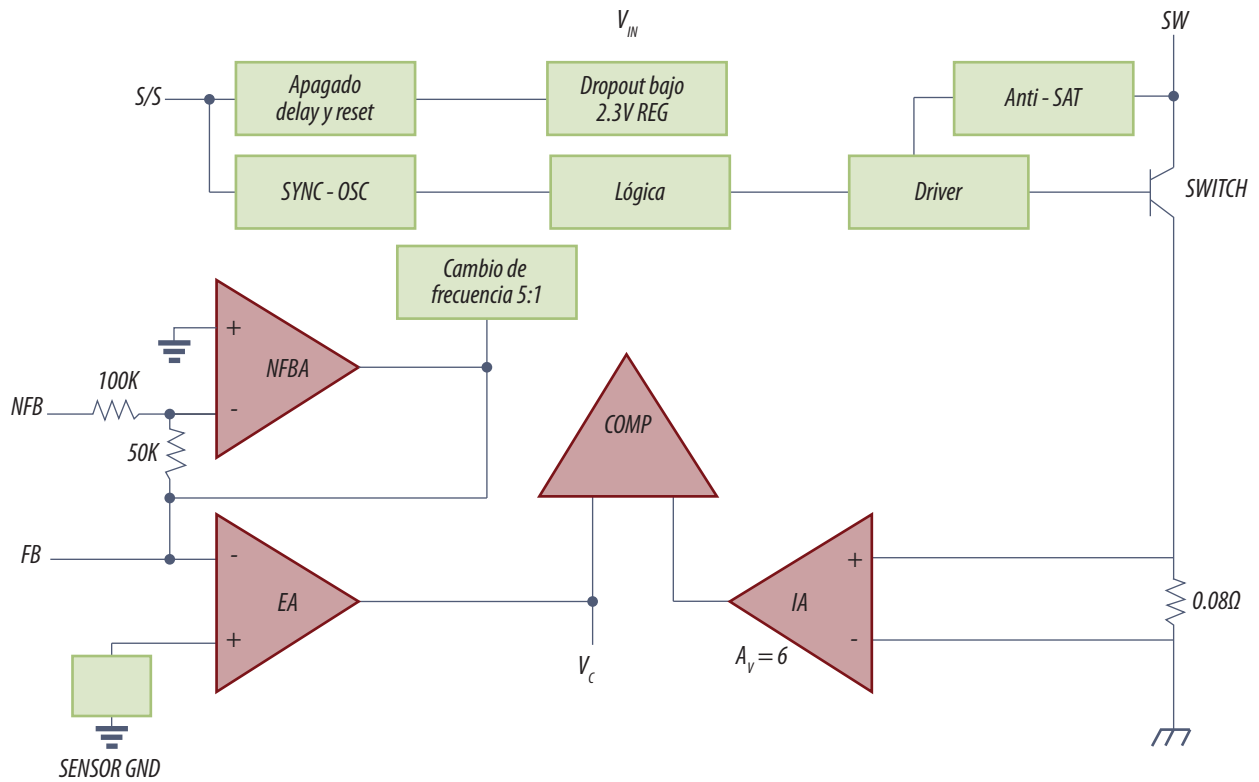 V_IN
SW
S/S
Apagado
delay y reset
Dropout bajo
2.3V REG
Anti - SAT
SYNC - OSC
Lógica
Driver
SWITCH
Cambio de
frecuencia 5:1
+
NFBA
-
100K
NFB
50K
COMP
FB
-
EA
+
+
IA
-
A_V = 6
0.08Ω
V_C
SENSOR GND